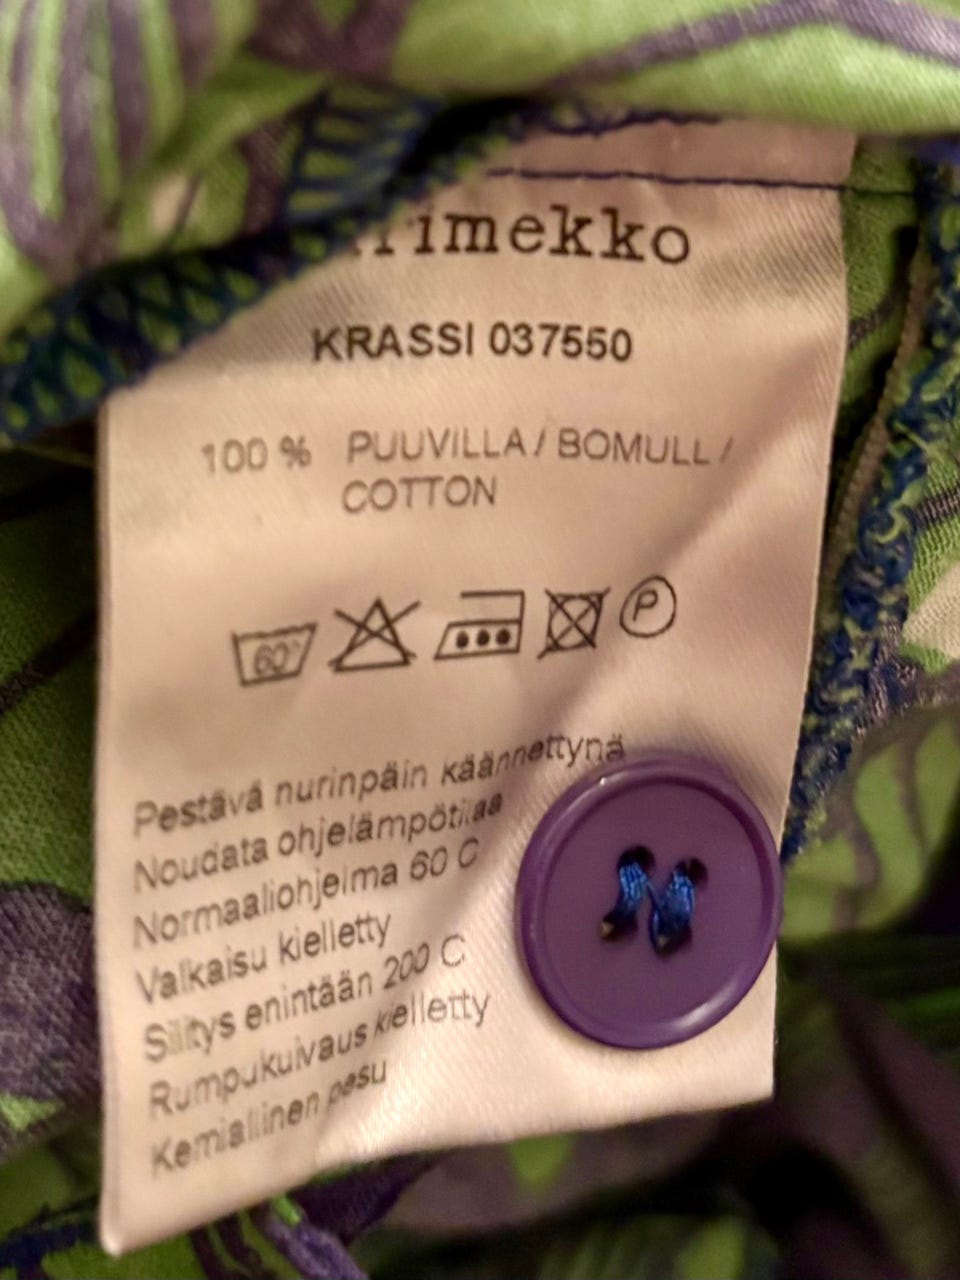 rimekko
KRASSI 037550
100 % PUUVILLA / BOMULL /
COTTON
60° P
Pestävä nurinpäin käännettynä
Noudata ohjelämpötilaa
Normaaliohjelma 60 C
Valkaisu kielletty
Silitys enintään 200 C
Rumpukuivaus kielletty
Kemiallinen pesu